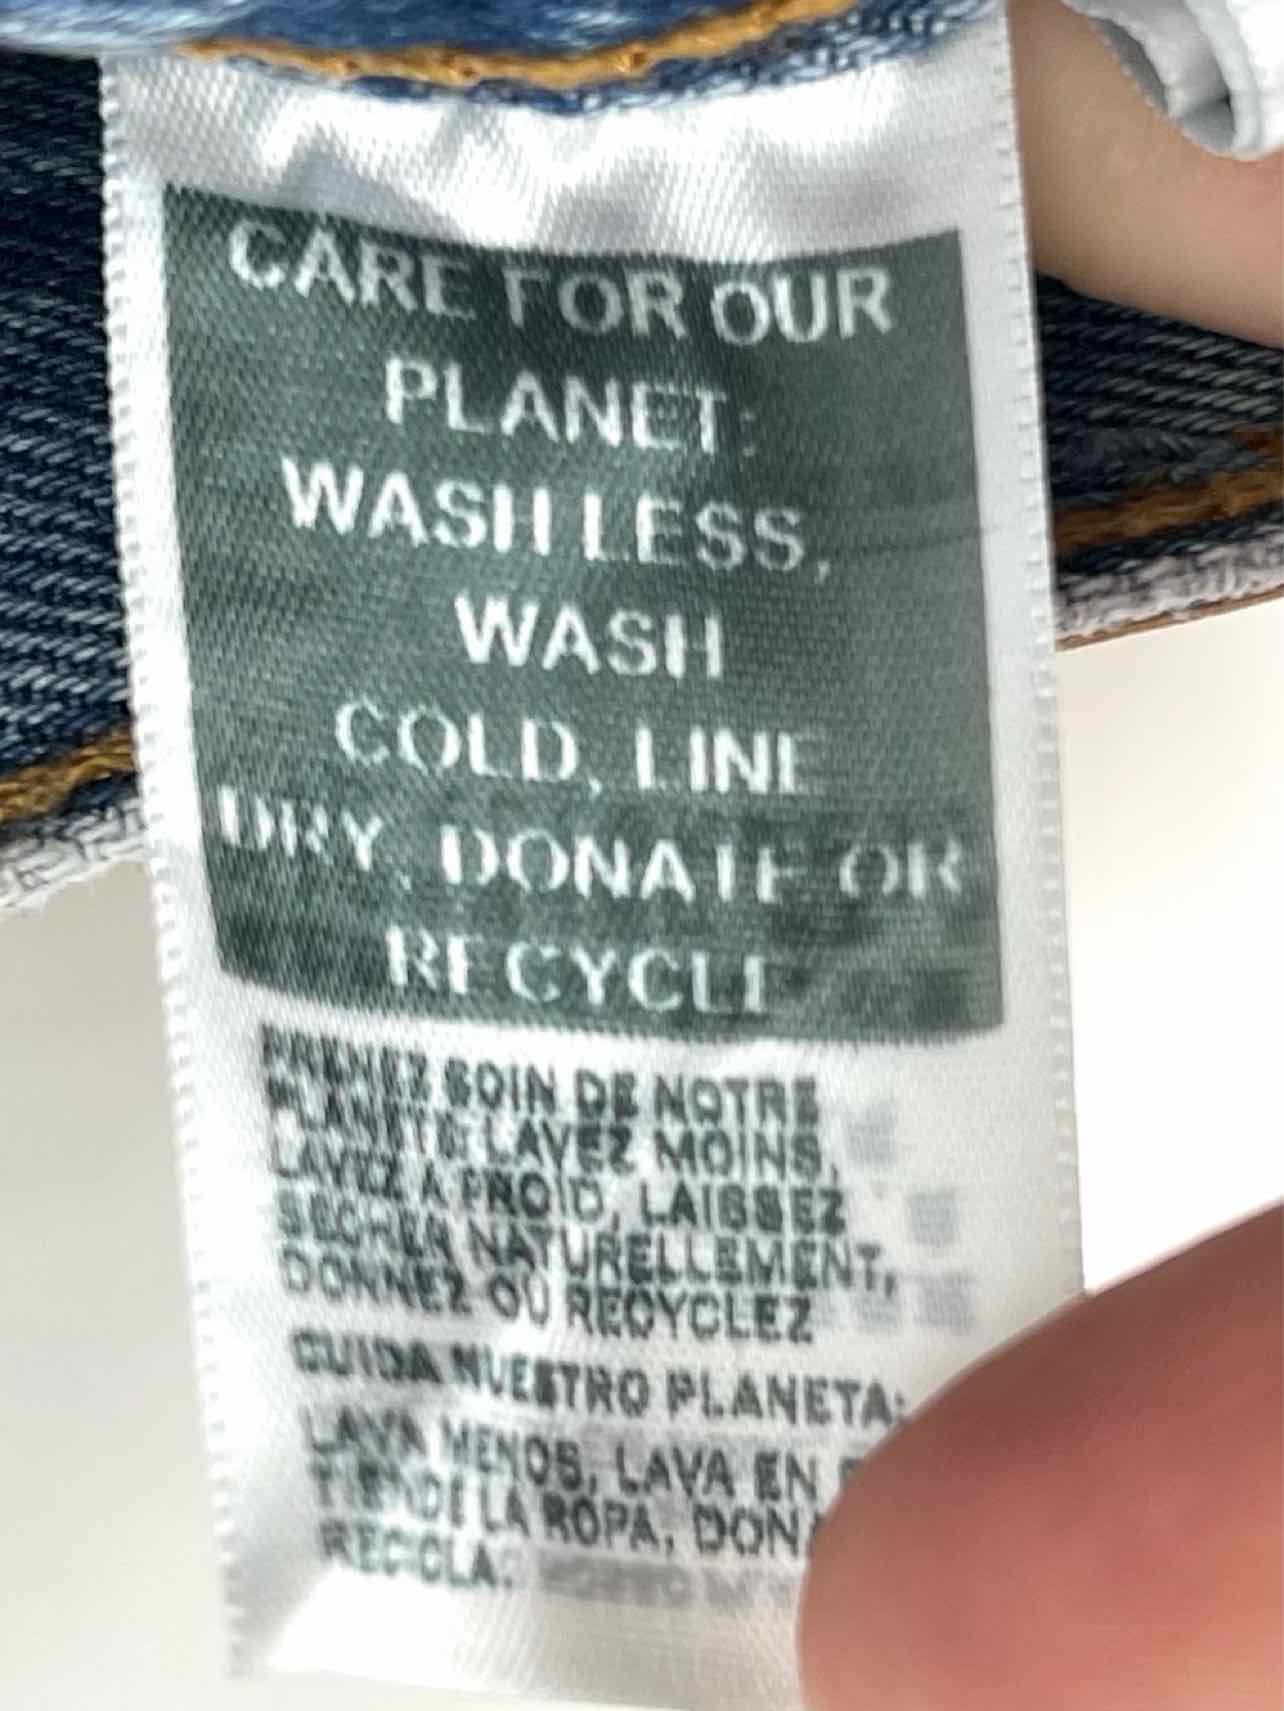 CARE FOR OUR
PLANET:
WASH LESS,
WASH
COLD, LINE
DRY, DONATE OR
RECYCLE
PRENEZ SOIN DE NOTRE
PLANÈTE LAVEZ MOINS,
LAVEZ À FROID, LAISSEZ
SÉCHER NATURELLEMENT,
DONNEZ OU RECYCLEZ
CUIDA NUESTRO PLANETA:
LAVA MENOS, LAVA EN
TIENDE LA ROPA,
RECICLA.